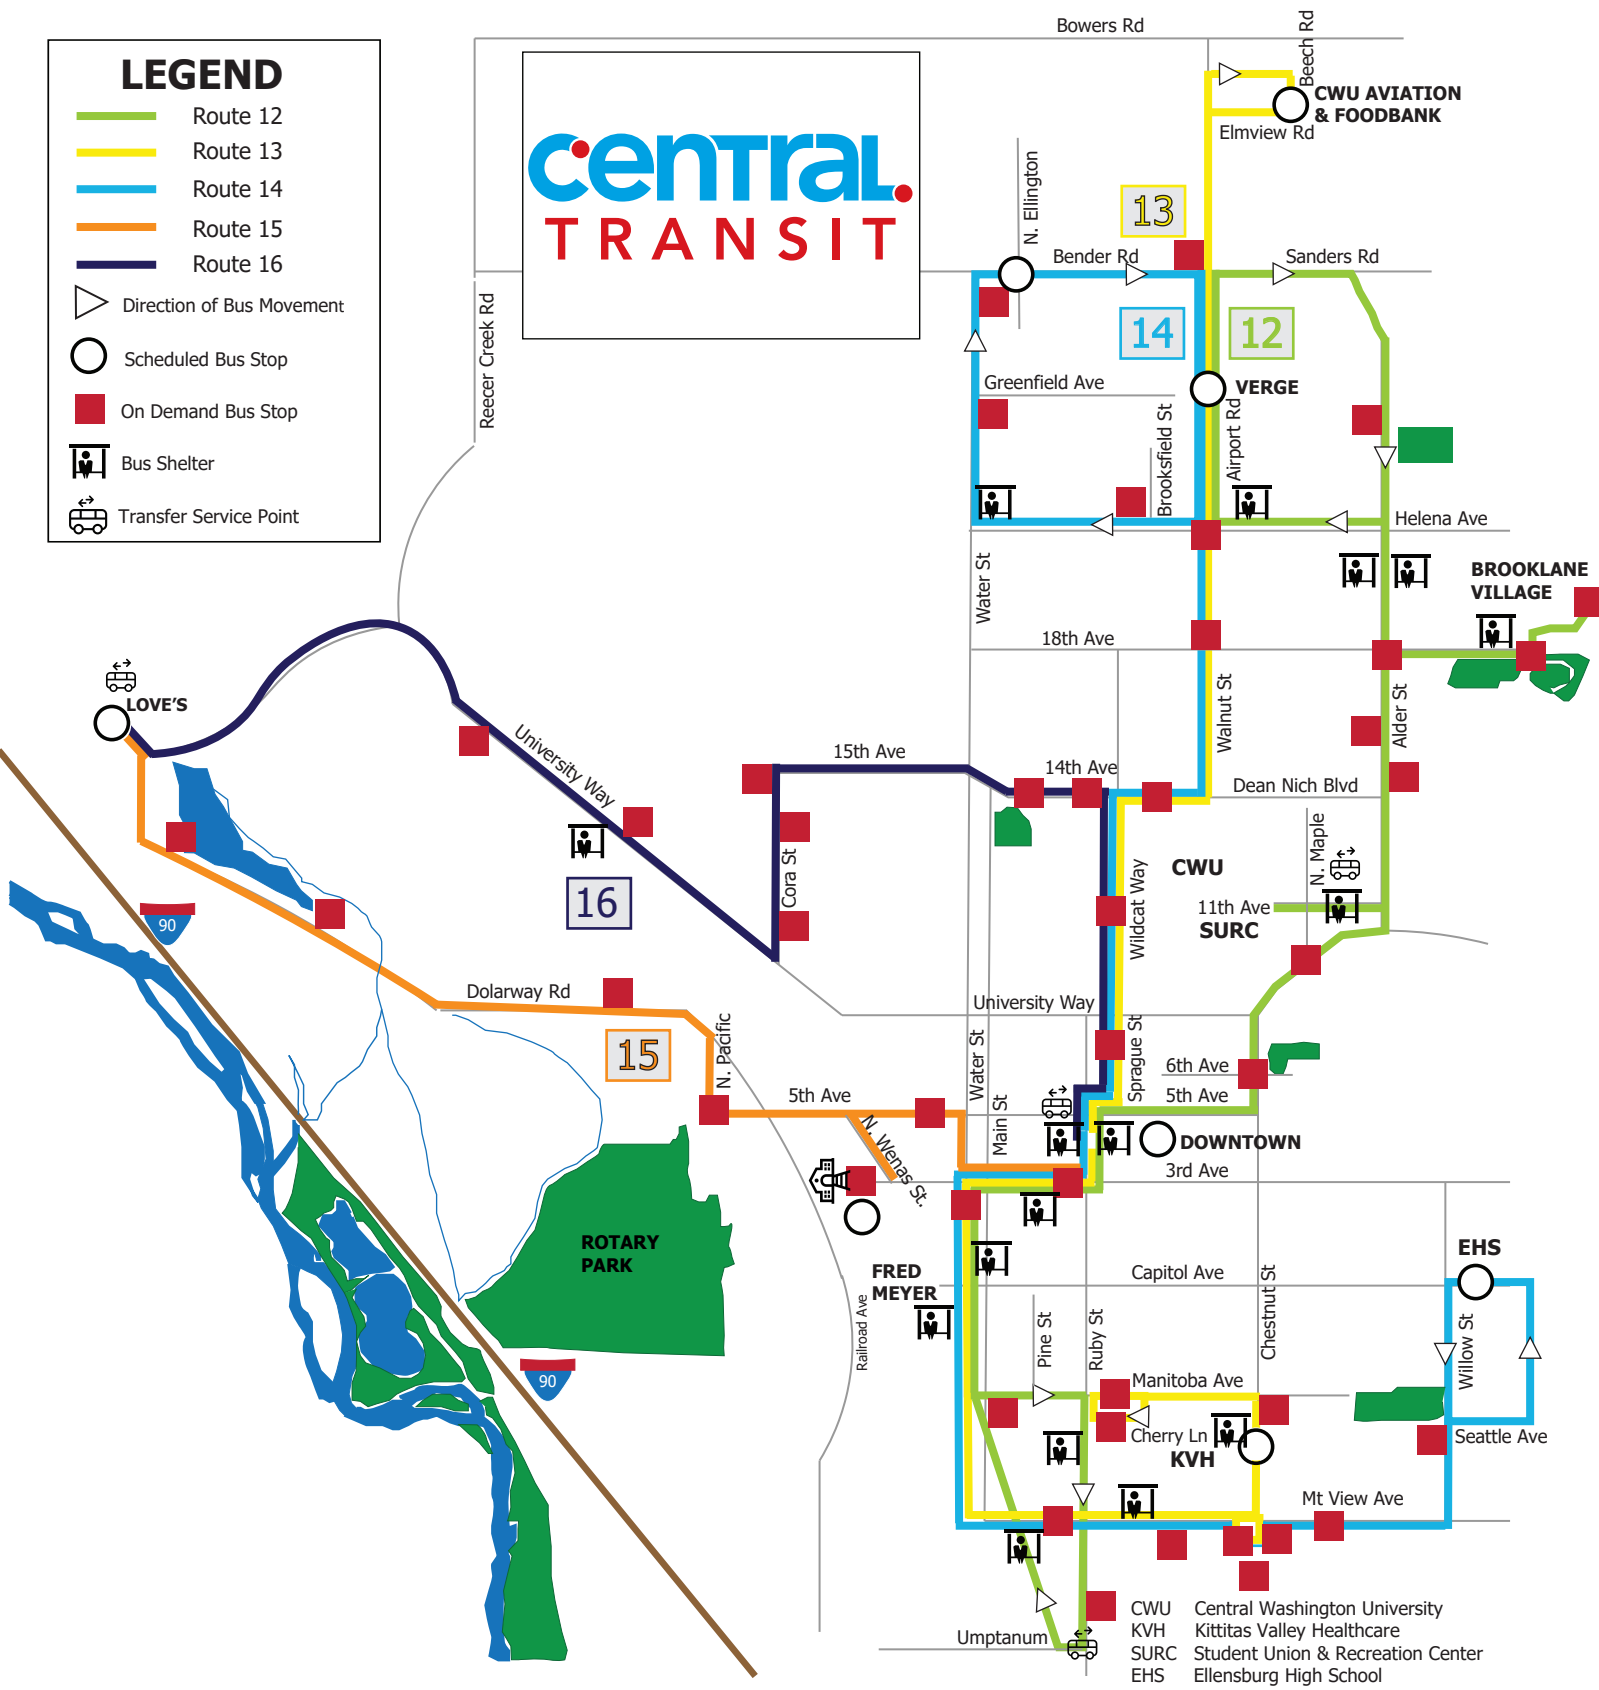 LEGEND
Route 12
Route 13
Route 14
Route 15
Route 16
Direction of Bus Movement
Scheduled Bus Stop
On Demand Bus Stop
Bus Shelter
Transfer Service Point
central
TRANSIT
Bowers Rd
Beech Rd
CWU AVIATION
& FOODBANK
Elmview Rd
N. Ellington
13
Bender Rd
Sanders Rd
Reecer Creek Rd
14
12
Greenfield Ave
VERGE
Brooksfield St
Airport Rd
Helena Ave
Water St
BROOKLANE
VILLAGE
18th Ave
Walnut St
Alder St
LOVE'S
University Way
15th Ave
14th Ave
Dean Nich Blvd
Cora St
16
N. Maple
CWU
Wildcat Way
11th Ave
SURC
90
Dolarway Rd
University Way
15
N. Pacific
Water St
Sprague St
6th Ave
5th Ave
5th Ave
Main St
N. Wenas St.
DOWNTOWN
3rd Ave
ROTARY
PARK
FRED
MEYER
Capitol Ave
EHS
Chestnut St
Railroad Ave
Pine St
Ruby St
Willow St
90
Manitoba Ave
Cherry Ln
KVH
Seattle Ave
Mt View Ave
Umptanum
CWU Central Washington University
KVH Kittitas Valley Healthcare
SURC Student Union & Recreation Center
EHS Ellensburg High School